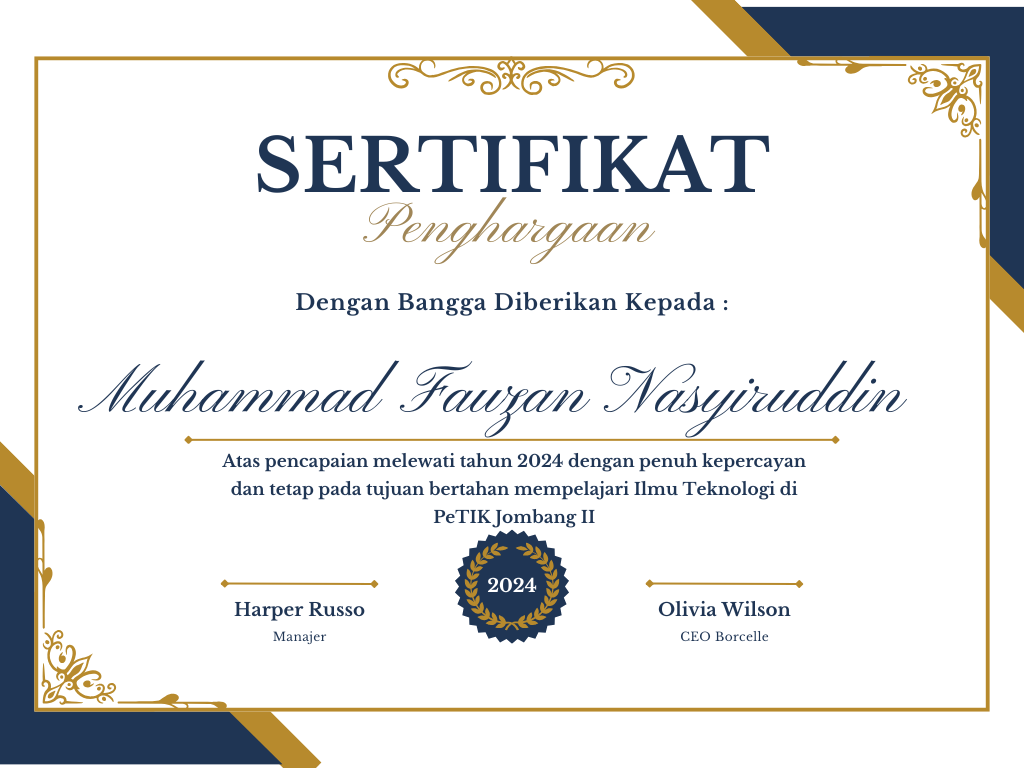 SERTIFIKAT
Penghargaan
Dengan Bangga Diberikan Kepada :
Muhammad Fauzan Nasyiruddin
Atas pencapaian melewati tahun 2024 dengan penuh kepercayan
dan tetap pada tujuan bertahan mempelajari Ilmu Teknologi di
PeTIK Jombang II
2024
Harper Russo
Manajer
Olivia Wilson
CEO Borcelle